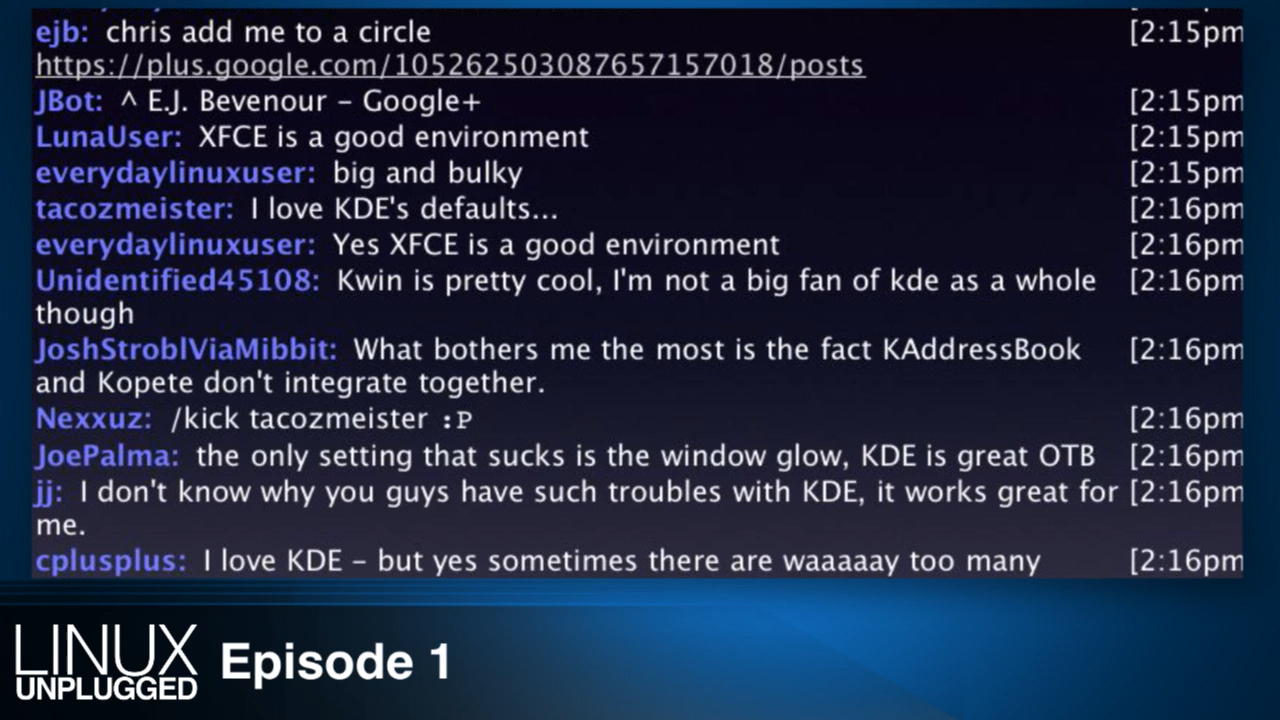 ejb: chris add me to a circle [2:15pm
https://plus.google.com/105262503087657157018/posts
JBot: ^ E.J. Bevenour – Google+ [2:15pm
LunaUser: XFCE is a good environment [2:15pm
everydaylinuxuser: big and bulky [2:15pm
tacozmeister: I love KDE's defaults... [2:16pm
everydaylinuxuser: Yes XFCE is a good environment [2:16pm
Unidentified45108: Kwin is pretty cool, I'm not a big fan of kde as a whole [2:16pm
though
JoshStroblViaMibbit: What bothers me the most is the fact KAddressBook [2:16pm
and Kopete don't integrate together.
Nexxuz: /kick tacozmeister :P [2:16pm
JoePalma: the only setting that sucks is the window glow, KDE is great OTB [2:16pm
jj: I don't know why you guys have such troubles with KDE, it works great for [2:16pm
me.
cplusplus: I love KDE – but yes sometimes there are waaaaay too many [2:16pm
LINUX
UNPLUGGED
Episode 1